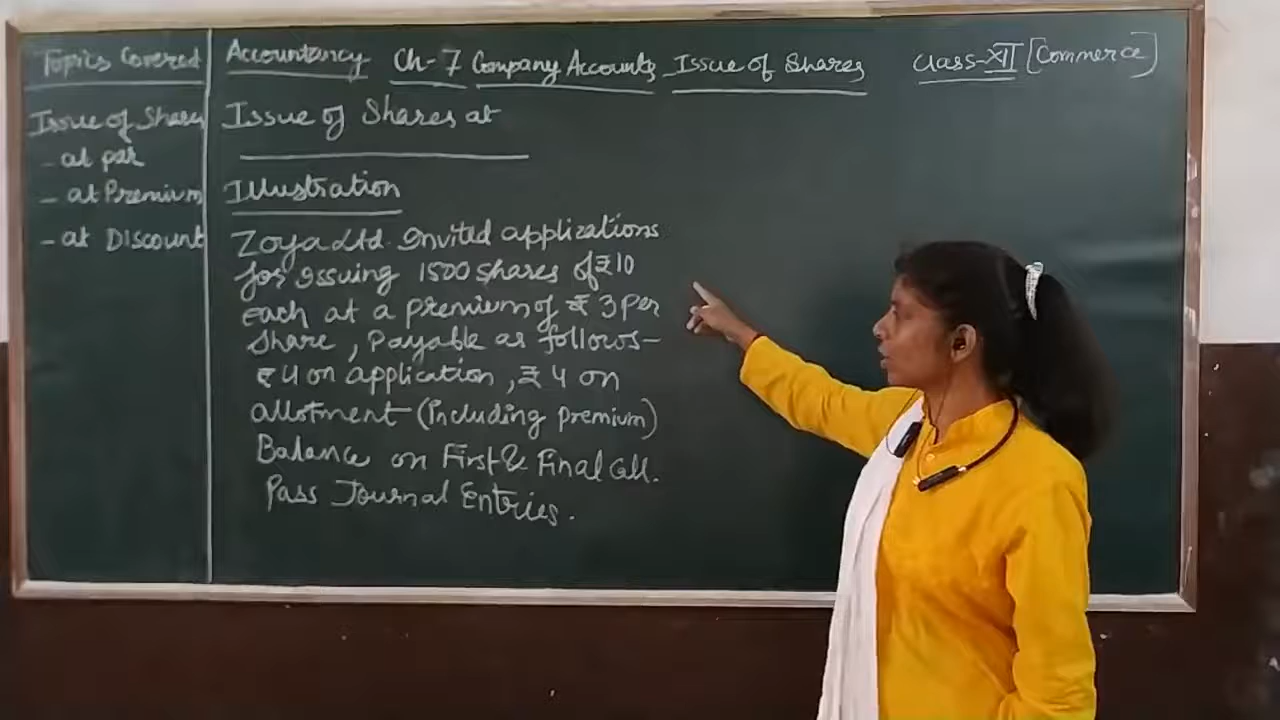 Topics Covered
Issue of Shares
- at par
- at Premium
- at Discount
Accountancy Ch-7 Company Accounts Issue of Shares Class-XII [Commerce]
Issue of Shares at
Illustration
Zoya Ltd. Invited applications
for issuing 1500 shares of ₹10
each at a premium of ₹ 3 per
share, Payable as follows-
₹ 4 on application, ₹ 4 on
allotment (including premium)
Balance on First & Final Call.
Pass Journal Entries.